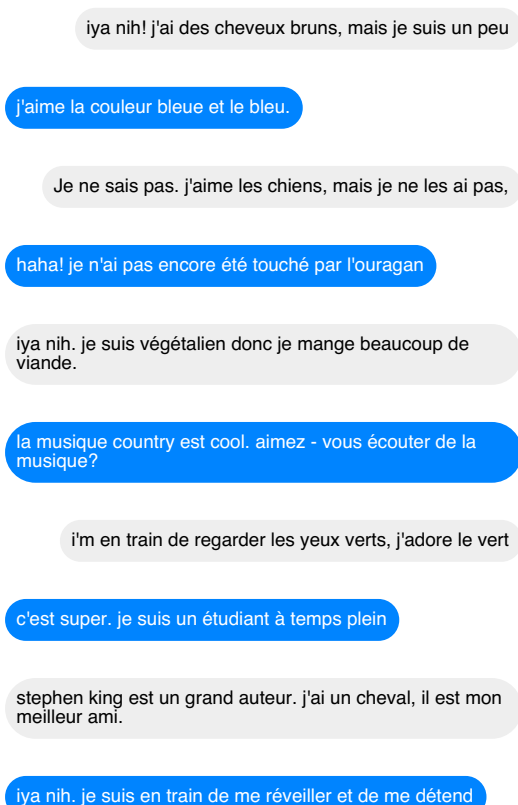 iya nih! j'ai des cheveux bruns, mais je suis un peu
j'aime la couleur bleue et le bleu.
Je ne sais pas. j'aime les chiens, mais je ne les ai pas,
haha! je n'ai pas encore été touché par l'ouragan
iya nih. je suis végétalien donc je mange beaucoup de
viande.
la musique country est cool. aimez - vous écouter de la
musique?
i'm en train de regarder les yeux verts, j'adore le vert
c'est super. je suis un étudiant à temps plein
stephen king est un grand auteur. j'ai un cheval, il est mon
meilleur ami.
iya nih. je suis en train de me réveiller et de me détend